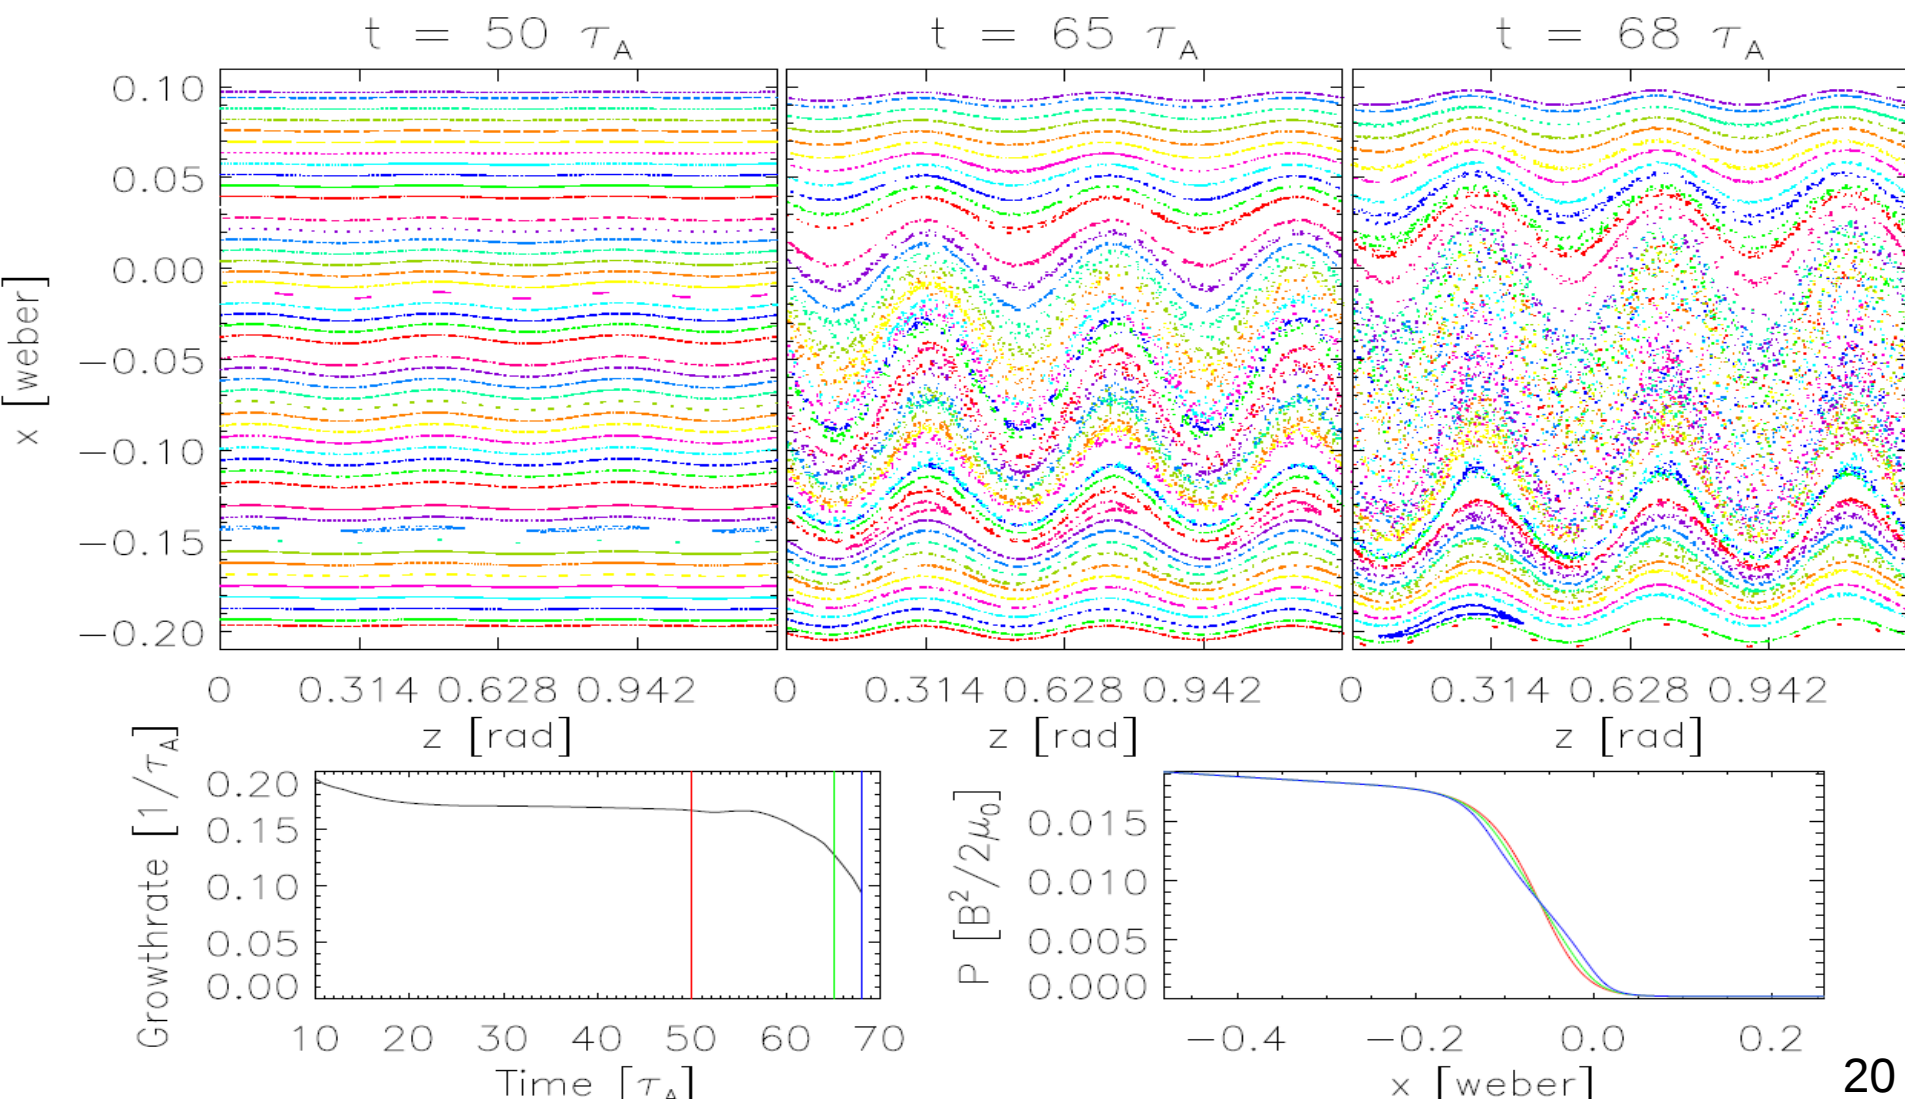 t = 50 τA
t = 65 τA
t = 68 τA
x [weber]
0.10
0.05
0.00
−0.05
−0.10
−0.15
−0.20
0 0.314 0.628 0.942
0 0.314 0.628 0.942
0 0.314 0.628 0.942
z [rad]
z [rad]
z [rad]
Growthrate [1/τA]
0.20
0.15
0.10
0.05
0.00
10 20 30 40 50 60 70
Time [τA]
P [B²/2μ0]
0.015
0.010
0.005
0.000
−0.4 −0.2 0.0 0.2
x [weber]
20